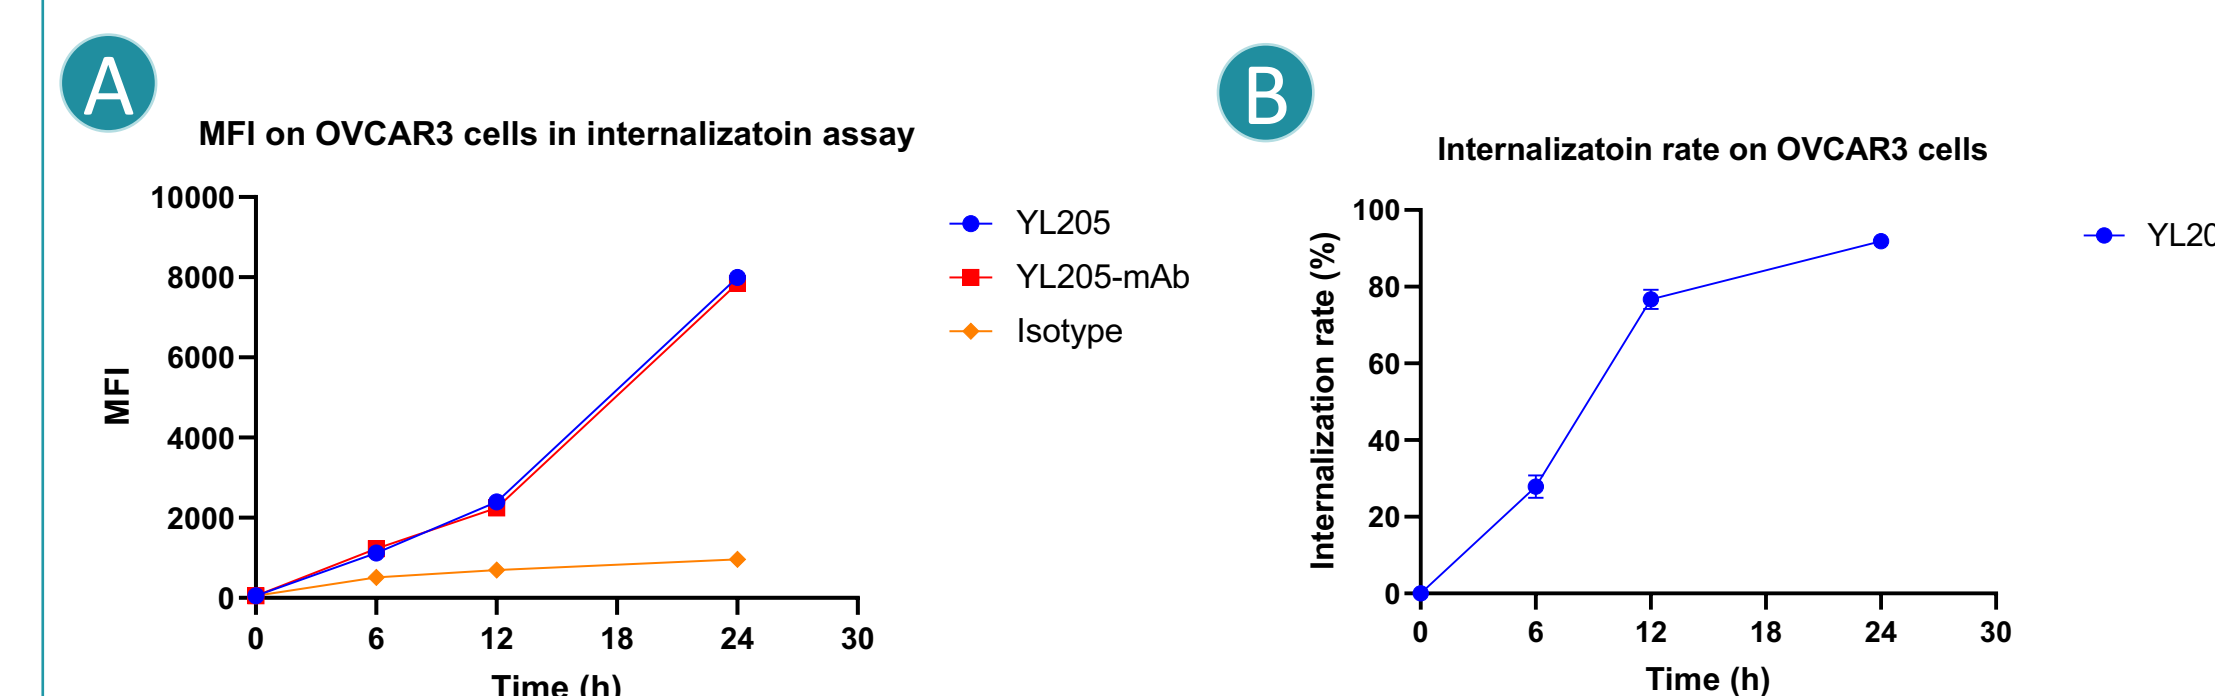 A
MFI on OVCAR3 cells in internalizatoin assay
10000
8000
6000
4000
2000
0
MFI
0 6 12 18 24 30
Time (h)
YL205
YL205-mAb
Isotype
B
Internalizatoin rate on OVCAR3 cells
100
80
60
40
20
0
Internalization rate (%)
0 6 12 18 24 30
Time (h)